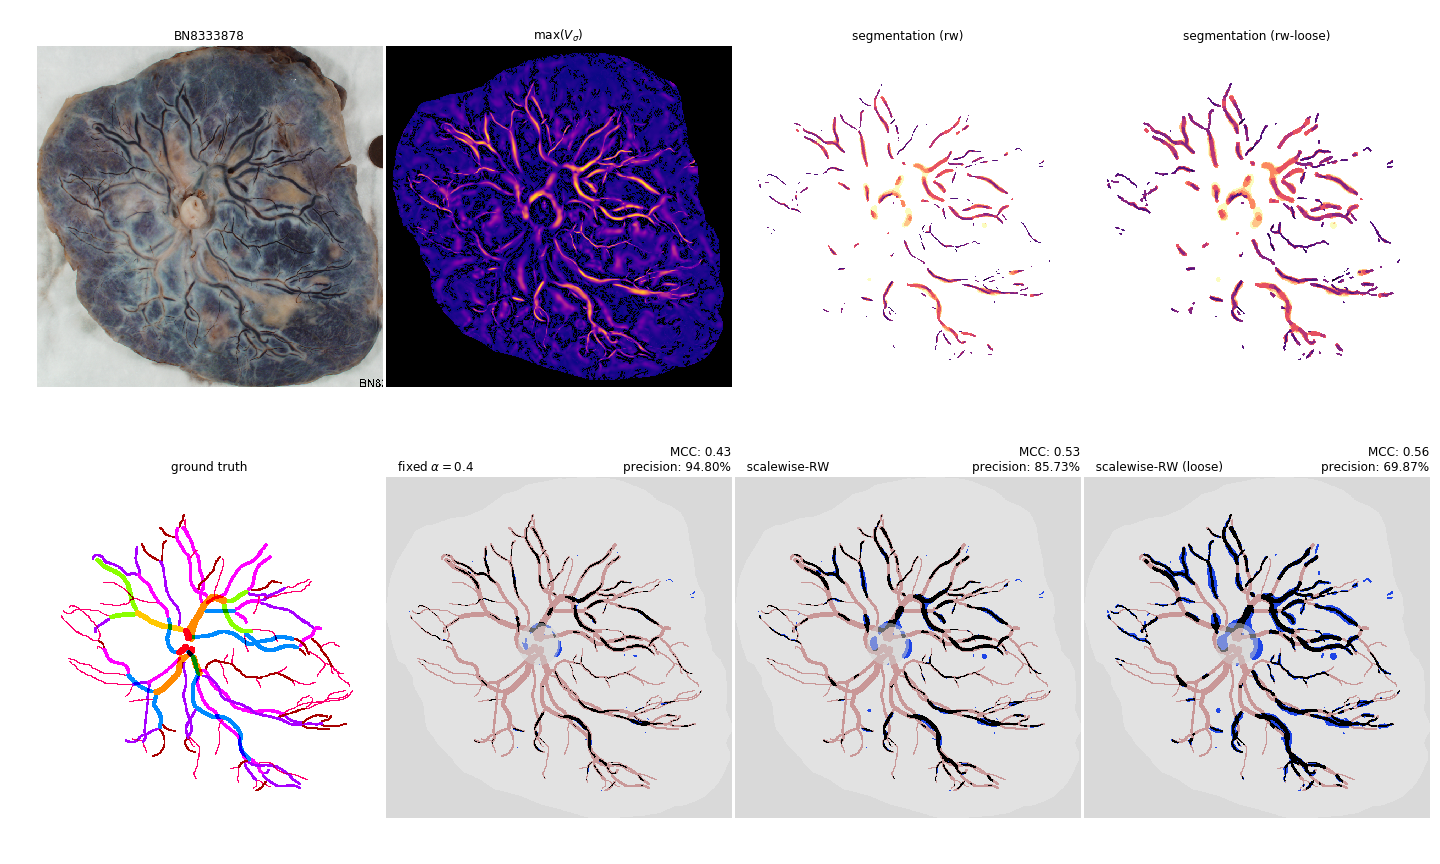 BN8333878
max(Vσ)
segmentation (rw)
segmentation (rw-loose)
BN8
ground truth
fixed α = 0.4
MCC: 0.43
precision: 94.80%
scalewise-RW
MCC: 0.53
precision: 85.73%
scalewise-RW (loose)
MCC: 0.56
precision: 69.87%